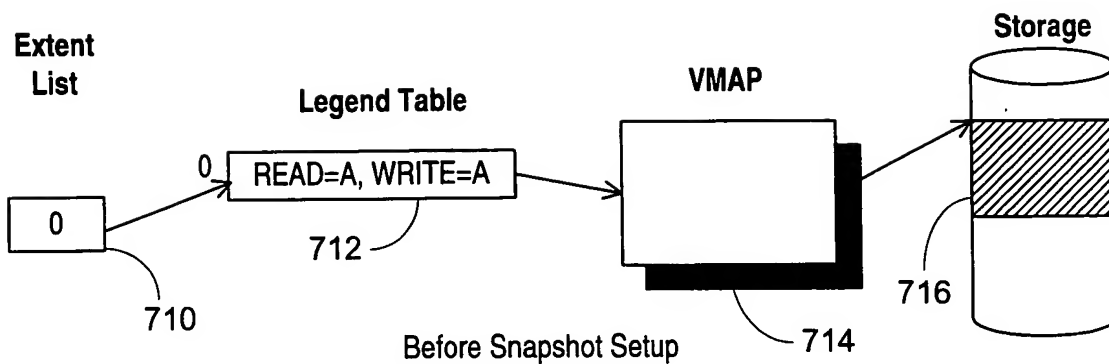 Extent
List
Legend Table
VMAP
Storage
0
READ=A, WRITE=A
0
710
712
714
716
Before Snapshot Setup